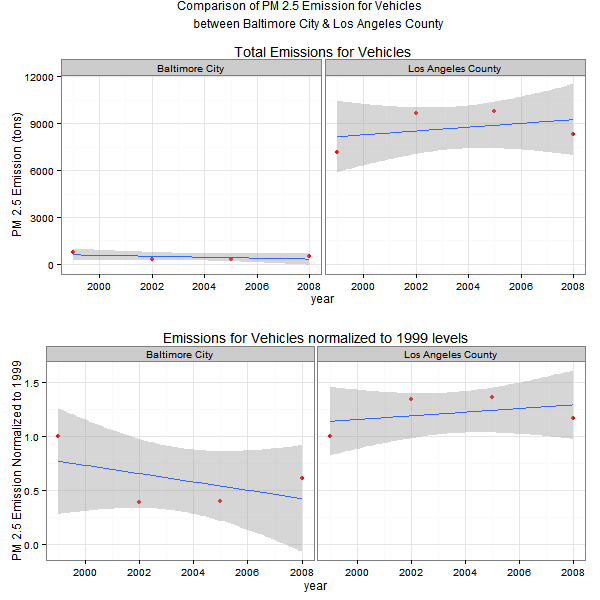 Comparison of PM 2.5 Emission for Vehicles
between Baltimore City & Los Angeles County
Total Emissions for Vehicles
Baltimore City
Los Angeles County
PM 2.5 Emission (tons)
12000
9000
6000
3000
0
2000 2002 2004 2006 2008
2000 2002 2004 2006 2008
year
Emissions for Vehicles normalized to 1999 levels
Baltimore City
Los Angeles County
PM 2.5 Emission Normalized to 1999
1.5
1.0
0.5
0.0
2000 2002 2004 2006 2008
2000 2002 2004 2006 2008
year